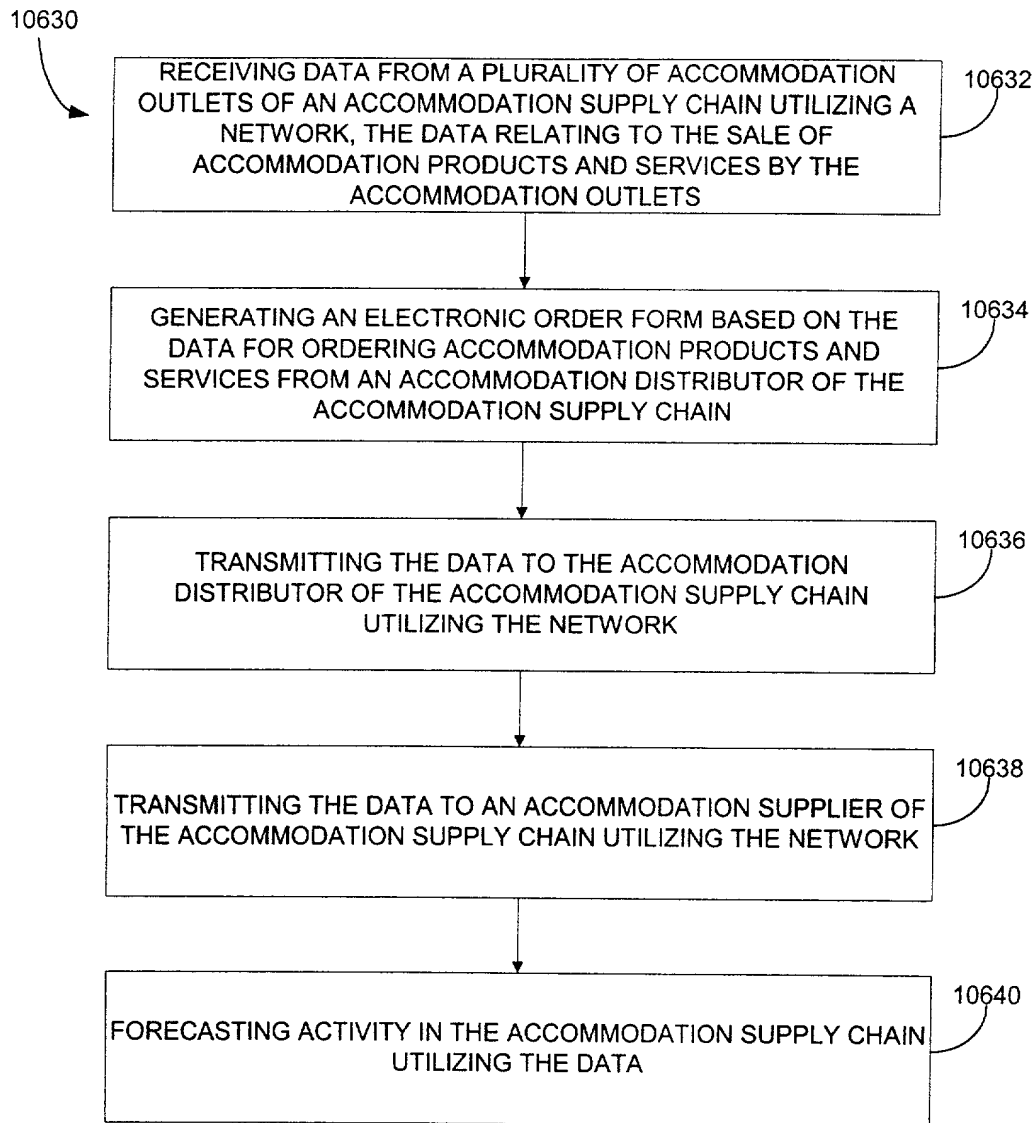 10630
RECEIVING DATA FROM A PLURALITY OF ACCOMMODATION
OUTLETS OF AN ACCOMMODATION SUPPLY CHAIN UTILIZING A
NETWORK, THE DATA RELATING TO THE SALE OF
ACCOMMODATION PRODUCTS AND SERVICES BY THE
ACCOMMODATION OUTLETS
10632
GENERATING AN ELECTRONIC ORDER FORM BASED ON THE
DATA FOR ORDERING ACCOMMODATION PRODUCTS AND
SERVICES FROM AN ACCOMMODATION DISTRIBUTOR OF THE
ACCOMMODATION SUPPLY CHAIN
10634
TRANSMITTING THE DATA TO THE ACCOMMODATION
DISTRIBUTOR OF THE ACCOMMODATION SUPPLY CHAIN
UTILIZING THE NETWORK
10636
TRANSMITTING THE DATA TO AN ACCOMMODATION SUPPLIER OF
THE ACCOMMODATION SUPPLY CHAIN UTILIZING THE NETWORK
10638
FORECASTING ACTIVITY IN THE ACCOMMODATION SUPPLY CHAIN
UTILIZING THE DATA
10640